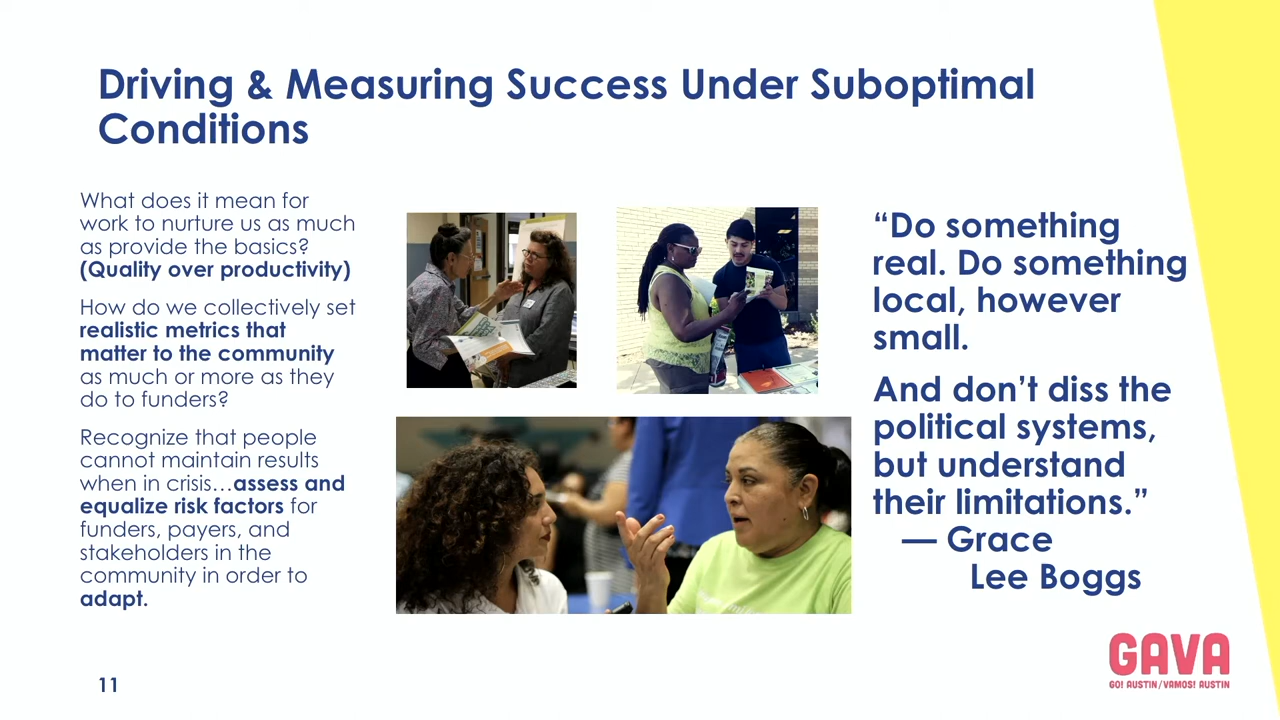 Driving & Measuring Success Under Suboptimal
Conditions
What does it mean for
work to nurture us as much
as provide the basics?
(Quality over productivity)
How do we collectively set
realistic metrics that
matter to the community
as much or more as they
do to funders?
Recognize that people
cannot maintain results
when in crisis…assess and
equalize risk factors for
funders, payers, and
stakeholders in the
community in order to
adapt.
“Do something
real. Do something
local, however
small.
And don’t diss the
political systems,
but understand
their limitations.”
— Grace
Lee Boggs
GAVA
GO! AUSTIN/VAMOS! AUSTIN
11